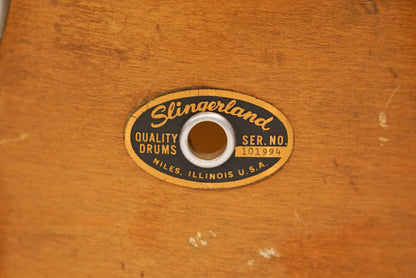 Slingerland
QUALITY DRUMS
SER. NO. 101994
NILES, ILLINOIS U.S.A.